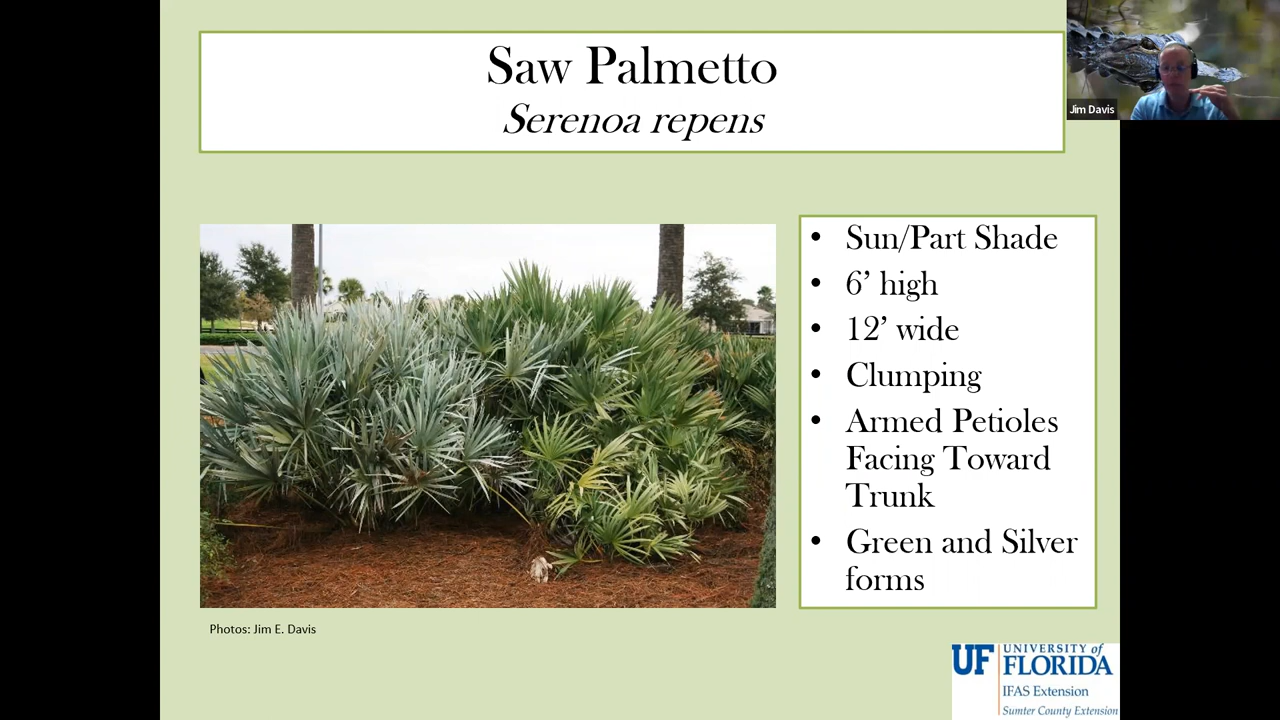 Saw Palmetto
Serenoa repens
Jim Davis
• Sun/Part Shade
• 6’ high
• 12’ wide
• Clumping
• Armed Petioles
Facing Toward
Trunk
• Green and Silver
forms
Photos: Jim E. Davis
UF UNIVERSITY of
FLORIDA
IFAS Extension
Sumter County Extension